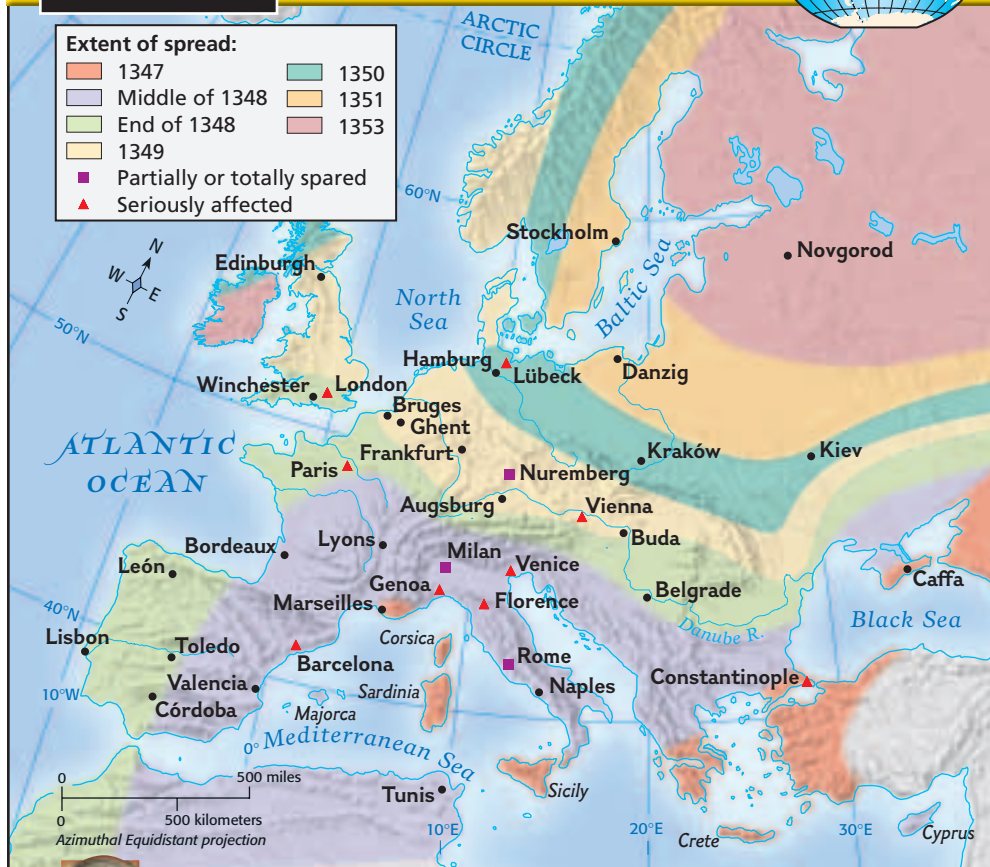 ARCTIC
CIRCLE
Extent of spread:
1347
Middle of 1348
End of 1348
1349
1350
1351
1353
Partially or totally spared
Seriously affected
60°N
N
W
E
S
50°N
Edinburgh
North
Sea
Stockholm
Baltic Sea
Novgorod
Hamburg
Lübeck
Danzig
Winchester
London
Bruges
Ghent
ATLANTIC
OCEAN
Paris
Frankfurt
Nuremberg
Kraków
Kiev
Augsburg
Vienna
Buda
Bordeaux
Lyons
Milan
Venice
León
Genoa
Florence
Belgrade
Caffa
Marseilles
40°N
Corsica
Danube R.
Black Sea
Lisbon
Toledo
Barcelona
Rome
Constantinople
10°W
Valencia
Sardinia
Naples
Córdoba
Majorca
0°
Mediterranean Sea
0
500 miles
0
500 kilometers
Azimuthal Equidistant projection
Tunis
Sicily
10°E
20°E
Crete
30°E
Cyprus